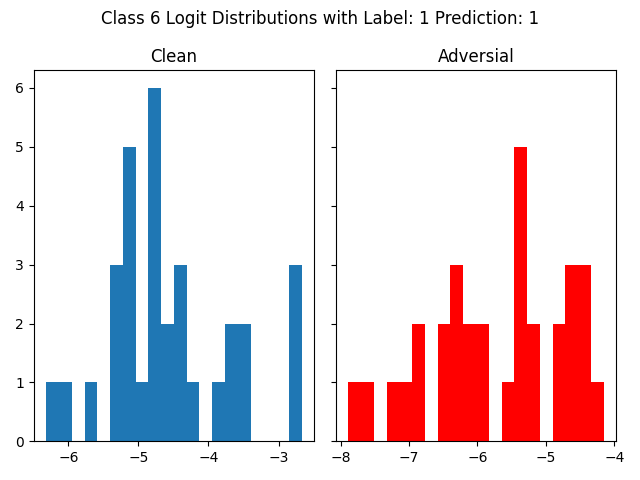 Class 6 Logit Distributions with Label: 1 Prediction: 1
Clean
Adversial
6
5
4
3
2
1
0
−6 −5 −4 −3
−8 −7 −6 −5 −4